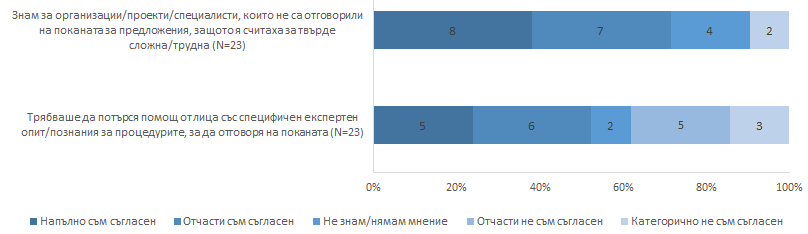 Знам за организации/проекти/специалисти, които не са отговорили
на поканата за предложения, защото я считаха за твърде
сложна/трудна (N=23)
8 7 4 2
Трябваше да потърся помощ от лица със специфичен експертен
опит/познания за процедурите, за да отговоря на поканата (N=23)
5 6 2 5 3
0% 20% 40% 60% 80% 100%
Напълно съм съгласен Отчасти съм съгласен Не знам/нямам мнение Отчасти не съм съгласен Категорично не съм съгласен